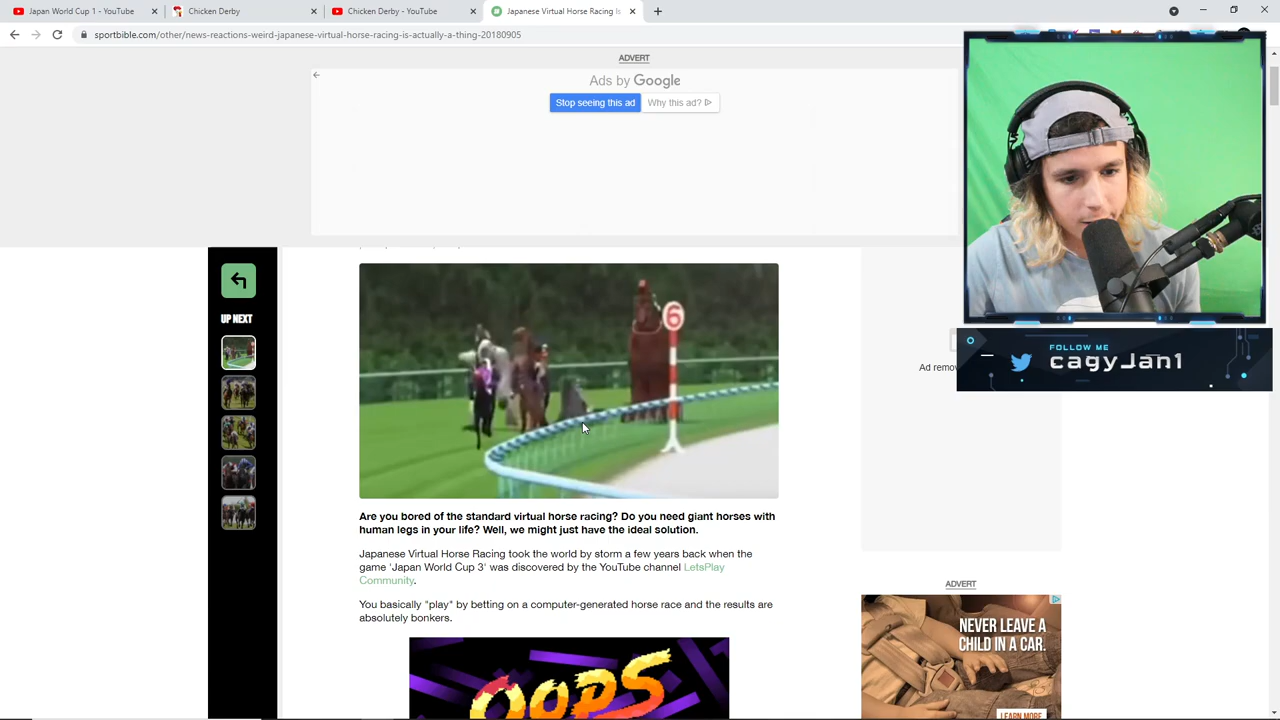 Japan World Cup 1 - YouTube
Chicken Derby
Chicken Derby - YouTube
Japanese Virtual Horse Racing Is
sportbible.com/other/news-reactions-weird-japanese-virtual-horse-racing-is-actually-a-thing-20180905
ADVERT
Ads by Google
Stop seeing this ad
Why this ad?
UP NEXT
6
FOLLOW ME
cagyJan1
Ad remov
Are you bored of the standard virtual horse racing? Do you need giant horses with
human legs in your life? Well, we might just have the ideal solution.
Japanese Virtual Horse Racing took the world by storm a few years back when the
game 'Japan World Cup 3' was discovered by the YouTube channel LetsPlay
Community.
You basically "play" by betting on a computer-generated horse race and the results are
absolutely bonkers.
OOPS
ADVERT
NEVER LEAVE A
CHILD IN A CAR.
LEARN MORE